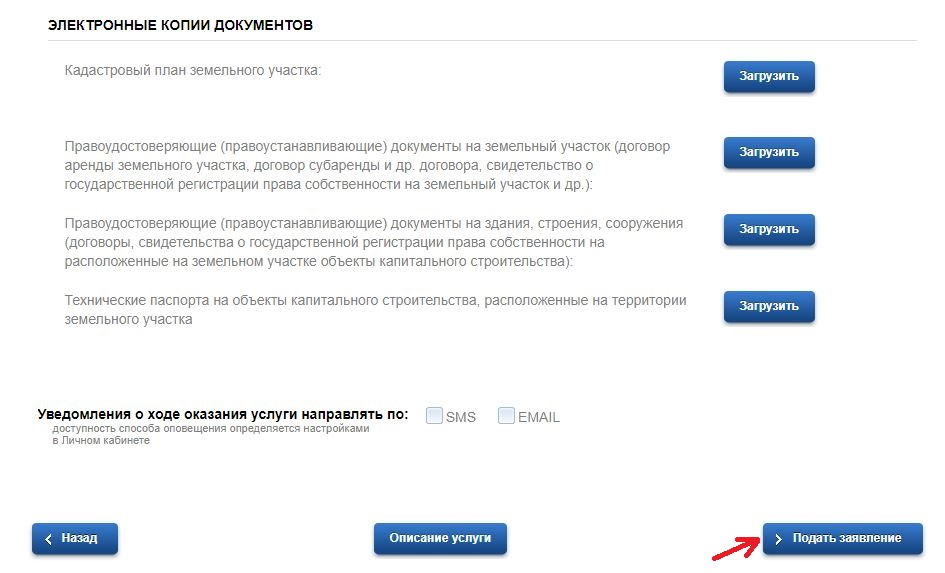 ЭЛЕКТРОННЫЕ КОПИИ ДОКУМЕНТОВ
Кадастровый план земельного участка:
Загрузить
Правоудостоверяющие (правоустанавливающие) документы на земельный участок (договор
аренды земельного участка, договор субаренды и др. договора, свидетельство о
государственной регистрации права собственности на земельный участок и др.):
Загрузить
Правоудостоверяющие (правоустанавливающие) документы на здания, строения, сооружения
(договоры, свидетельства о государственной регистрации права собственности на
расположенные на земельном участке объекты капитального строительства):
Загрузить
Технические паспорта на объекты капитального строительства, расположенные на территории
земельного участка
Загрузить
Уведомления о ходе оказания услуги направлять по:
SMS
EMAIL
доступность способа оповещения определяется настройками
в Личном кабинете
Назад
Описание услуги
Подать заявление